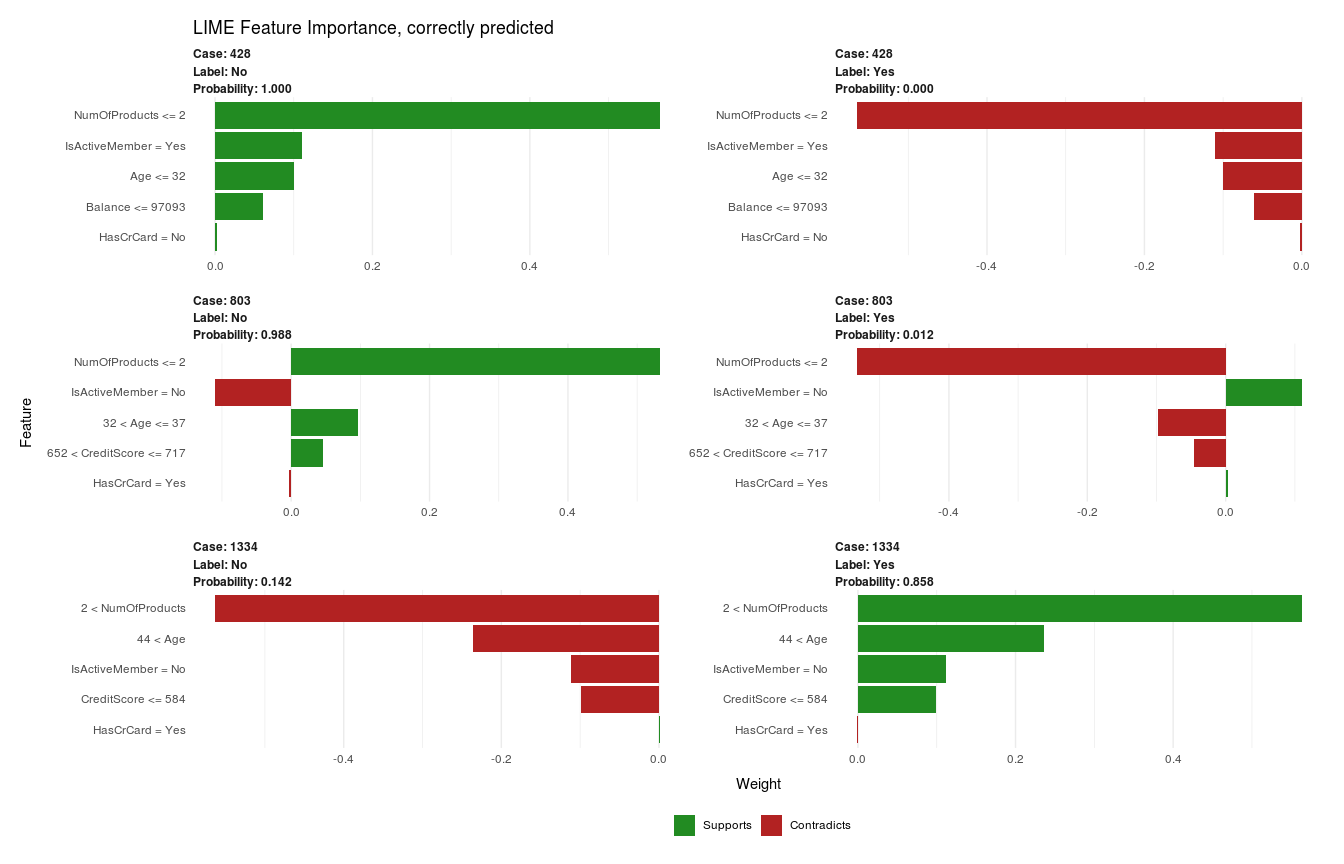 LIME Feature Importance, correctly predicted
Case: 428
Label: No
Probability: 1.000
NumOfProducts <= 2
IsActiveMember = Yes
Age <= 32
Balance <= 97093
HasCrCard = No
0.0 0.2 0.4
Case: 428
Label: Yes
Probability: 0.000
NumOfProducts <= 2
IsActiveMember = Yes
Age <= 32
Balance <= 97093
HasCrCard = No
-0.4 -0.2 0.0
Feature
Case: 803
Label: No
Probability: 0.988
NumOfProducts <= 2
IsActiveMember = No
32 < Age <= 37
652 < CreditScore <= 717
HasCrCard = Yes
0.0 0.2 0.4
Case: 803
Label: Yes
Probability: 0.012
NumOfProducts <= 2
IsActiveMember = No
32 < Age <= 37
652 < CreditScore <= 717
HasCrCard = Yes
-0.4 -0.2 0.0
Case: 1334
Label: No
Probability: 0.142
2 < NumOfProducts
44 < Age
IsActiveMember = No
CreditScore <= 584
HasCrCard = Yes
-0.4 -0.2 0.0
Case: 1334
Label: Yes
Probability: 0.858
2 < NumOfProducts
44 < Age
IsActiveMember = No
CreditScore <= 584
HasCrCard = Yes
0.0 0.2 0.4
Weight
Supports Contradicts